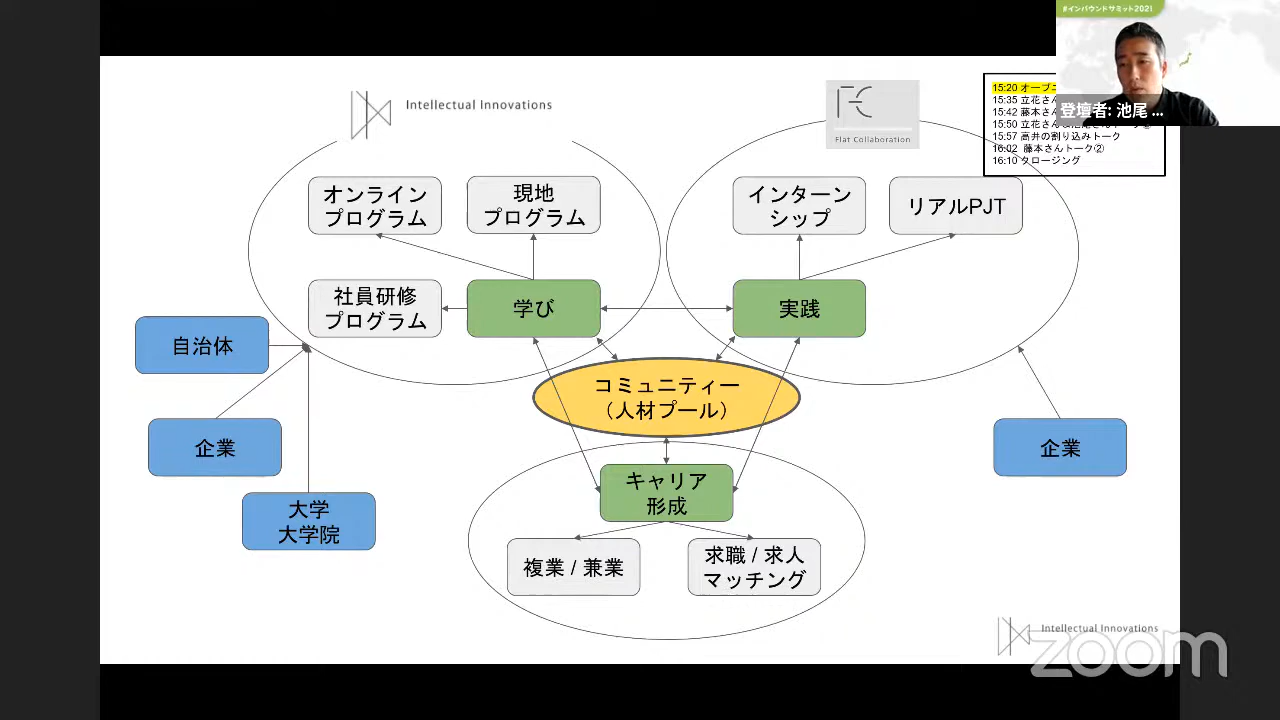 #インバウンドサミット2021
Intellectual Innovations
FC
Flat Collaboration
15:20 オープニ
15:35 立花さん
15:42 藤本さん
15:50 立花さん
15:57 高井の割り込みトーク
16:02 藤本さんトーク②
16:10 クロージング
登壇者: 池尾 ...
オンライン
プログラム
現地
プログラム
インターン
シップ
リアルPJT
社員研修
プログラム
学び
実践
自治体
コミュニティー
（人材プール）
企業
企業
キャリア
形成
大学
大学院
複業 / 兼業
求職 / 求人
マッチング
Intellectual Innovations
zoom